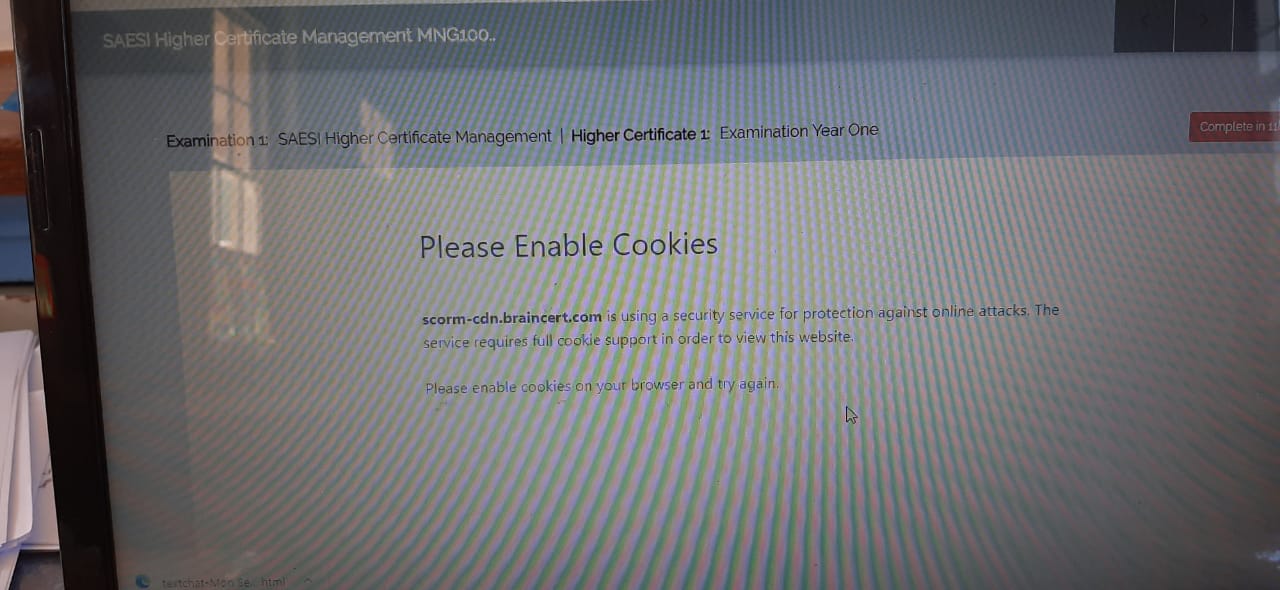 SAESI Higher Certificate Management MNG100..
Examination 1: SAESI Higher Certificate Management | Higher Certificate 1: Examination Year One
Complete in
Please Enable Cookies
scorm-cdn.braincert.com is using a security service for protection against online attacks. The
service requires full cookie support in order to view this website.
Please enable cookies on your browser and try again.
textchat-Mon Se... .html